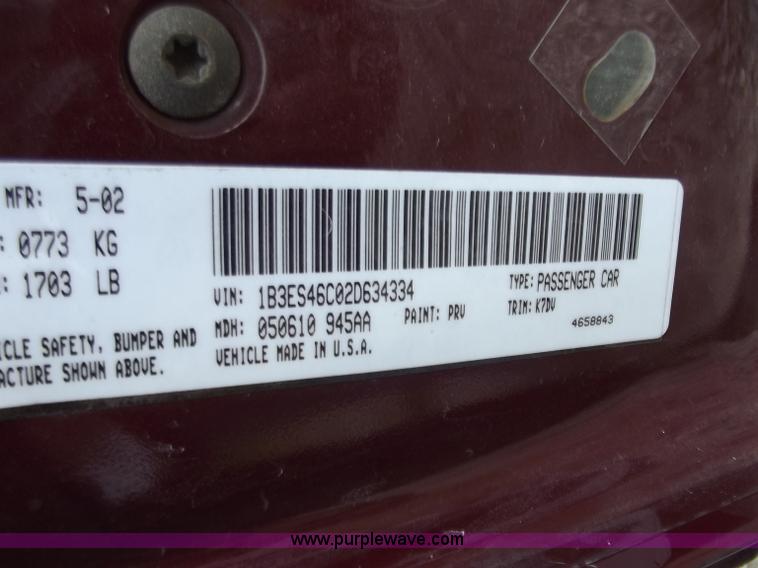 MFR: 5-02
: 0773 KG
: 1703 LB
ICLE SAFETY, BUMPER AND
ACTURE SHOWN ABOVE.
VIN: 1B3ES46C02D634334
TYPE: PASSENGER CAR
MDH: 050610 945AA
PAINT: PRV
TRIM: K7DV
VEHICLE MADE IN U.S.A.
4658843
www.purplewave.com